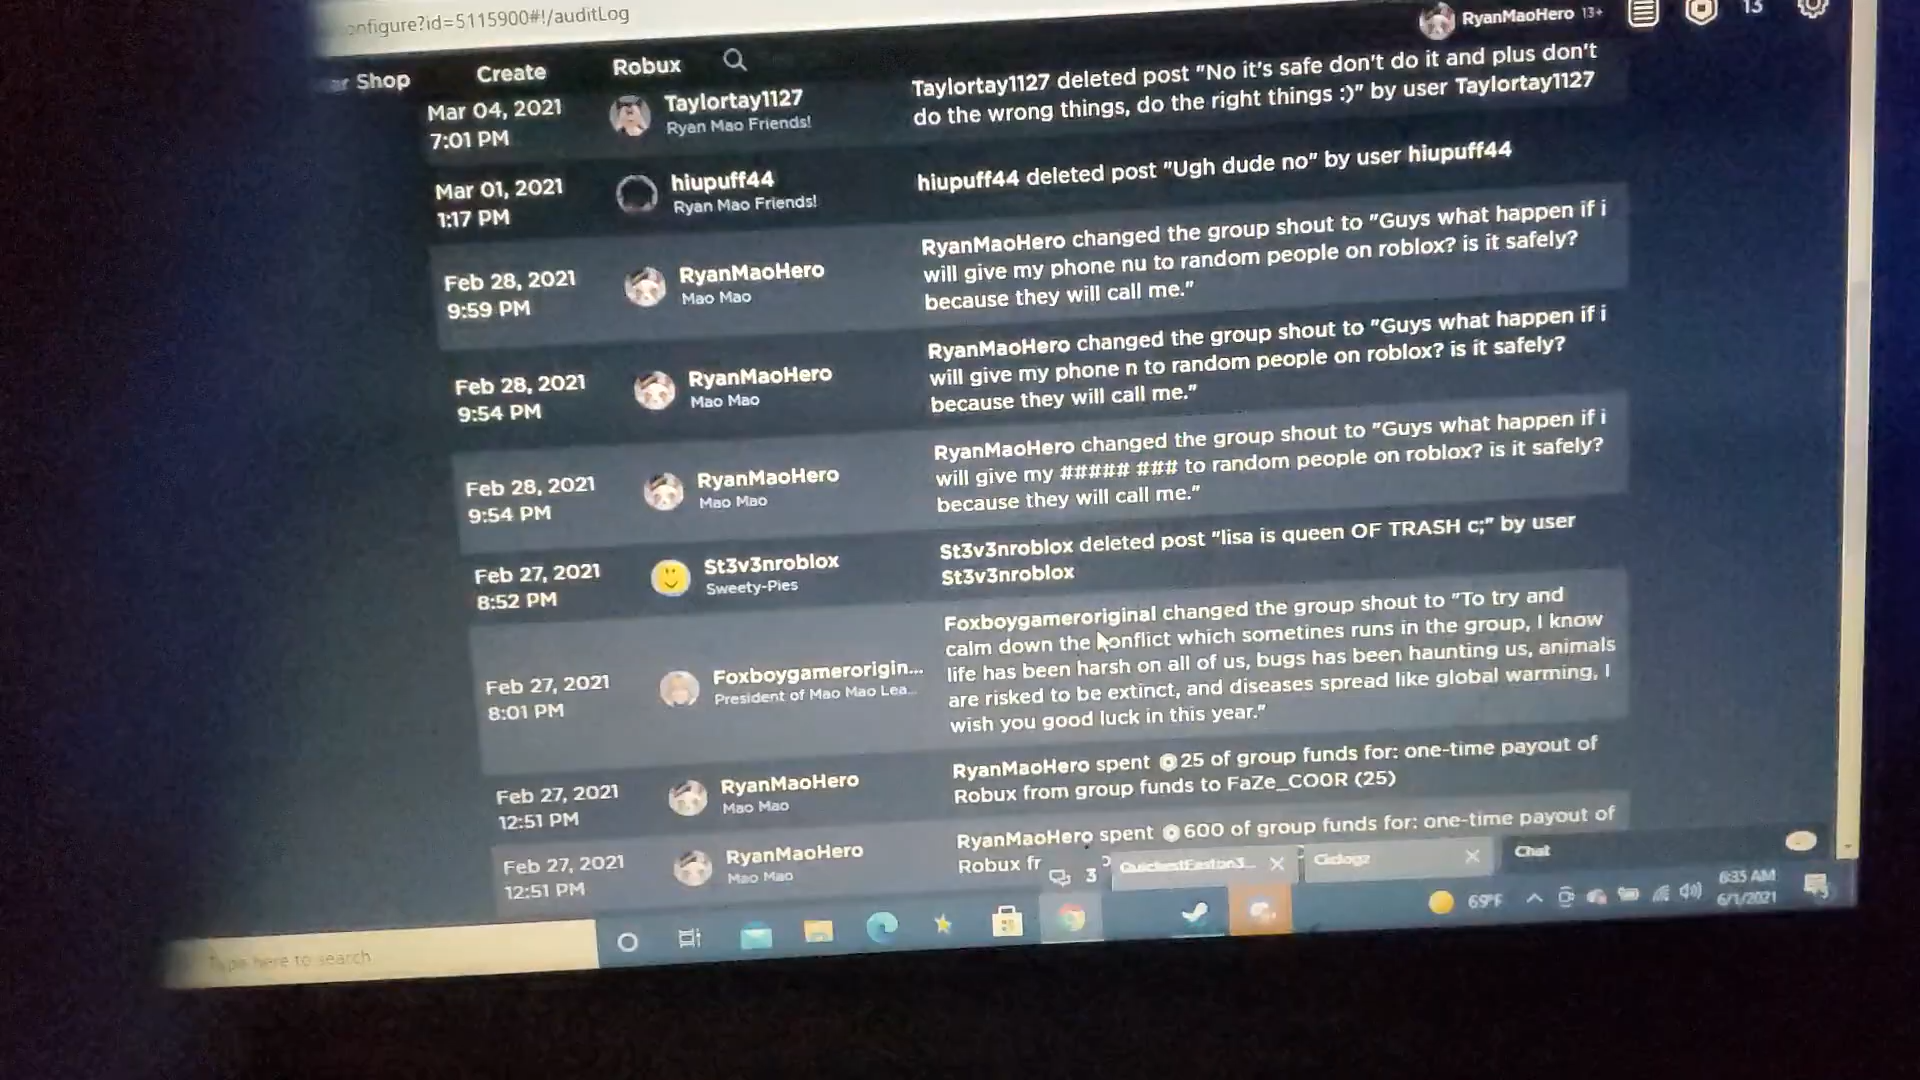 onfigure?id=5115900#!/auditLog
RyanMaoHero 13+
13
ar Shop
Create
Robux
Mar 04, 2021
7:01 PM
Taylortay1127
Ryan Mao Friends!
Taylortay1127 deleted post "No it's safe don't do it and plus don't
do the wrong things, do the right things :)" by user Taylortay1127
Mar 01, 2021
1:17 PM
hiupuff44
Ryan Mao Friends!
hiupuff44 deleted post "Ugh dude no" by user hiupuff44
Feb 28, 2021
9:59 PM
RyanMaoHero
Mao Mao
RyanMaoHero changed the group shout to "Guys what happen if i
will give my phone nu to random people on roblox? is it safely?
because they will call me."
Feb 28, 2021
9:54 PM
RyanMaoHero
Mao Mao
RyanMaoHero changed the group shout to "Guys what happen if i
will give my phone n to random people on roblox? is it safely?
because they will call me."
Feb 28, 2021
9:54 PM
RyanMaoHero
Mao Mao
RyanMaoHero changed the group shout to "Guys what happen if i
will give my ##### ### to random people on roblox? is it safely?
because they will call me."
Feb 27, 2021
8:52 PM
St3v3nroblox
Sweety-Pies
St3v3nroblox deleted post "lisa is queen OF TRASH c;" by user
St3v3nroblox
Feb 27, 2021
8:01 PM
Foxboygamerorigin...
President of Mao Mao Lea...
Foxboygameroriginal changed the group shout to "To try and
calm down the conflict which sometines runs in the group, I know
life has been harsh on all of us, bugs has been haunting us, animals
are risked to be extinct, and diseases spread like global warming, I
wish you good luck in this year."
Feb 27, 2021
12:51 PM
RyanMaoHero
Mao Mao
RyanMaoHero spent 25 of group funds for: one-time payout of
Robux from group funds to FaZe_CO0R (25)
Feb 27, 2021
12:51 PM
RyanMaoHero
Mao Mao
RyanMaoHero spent 600 of group funds for: one-time payout of
Robux fr
3
QuickestEaston3...
Chat
Type here to search
69°F
6:35 AM
6/1/2021